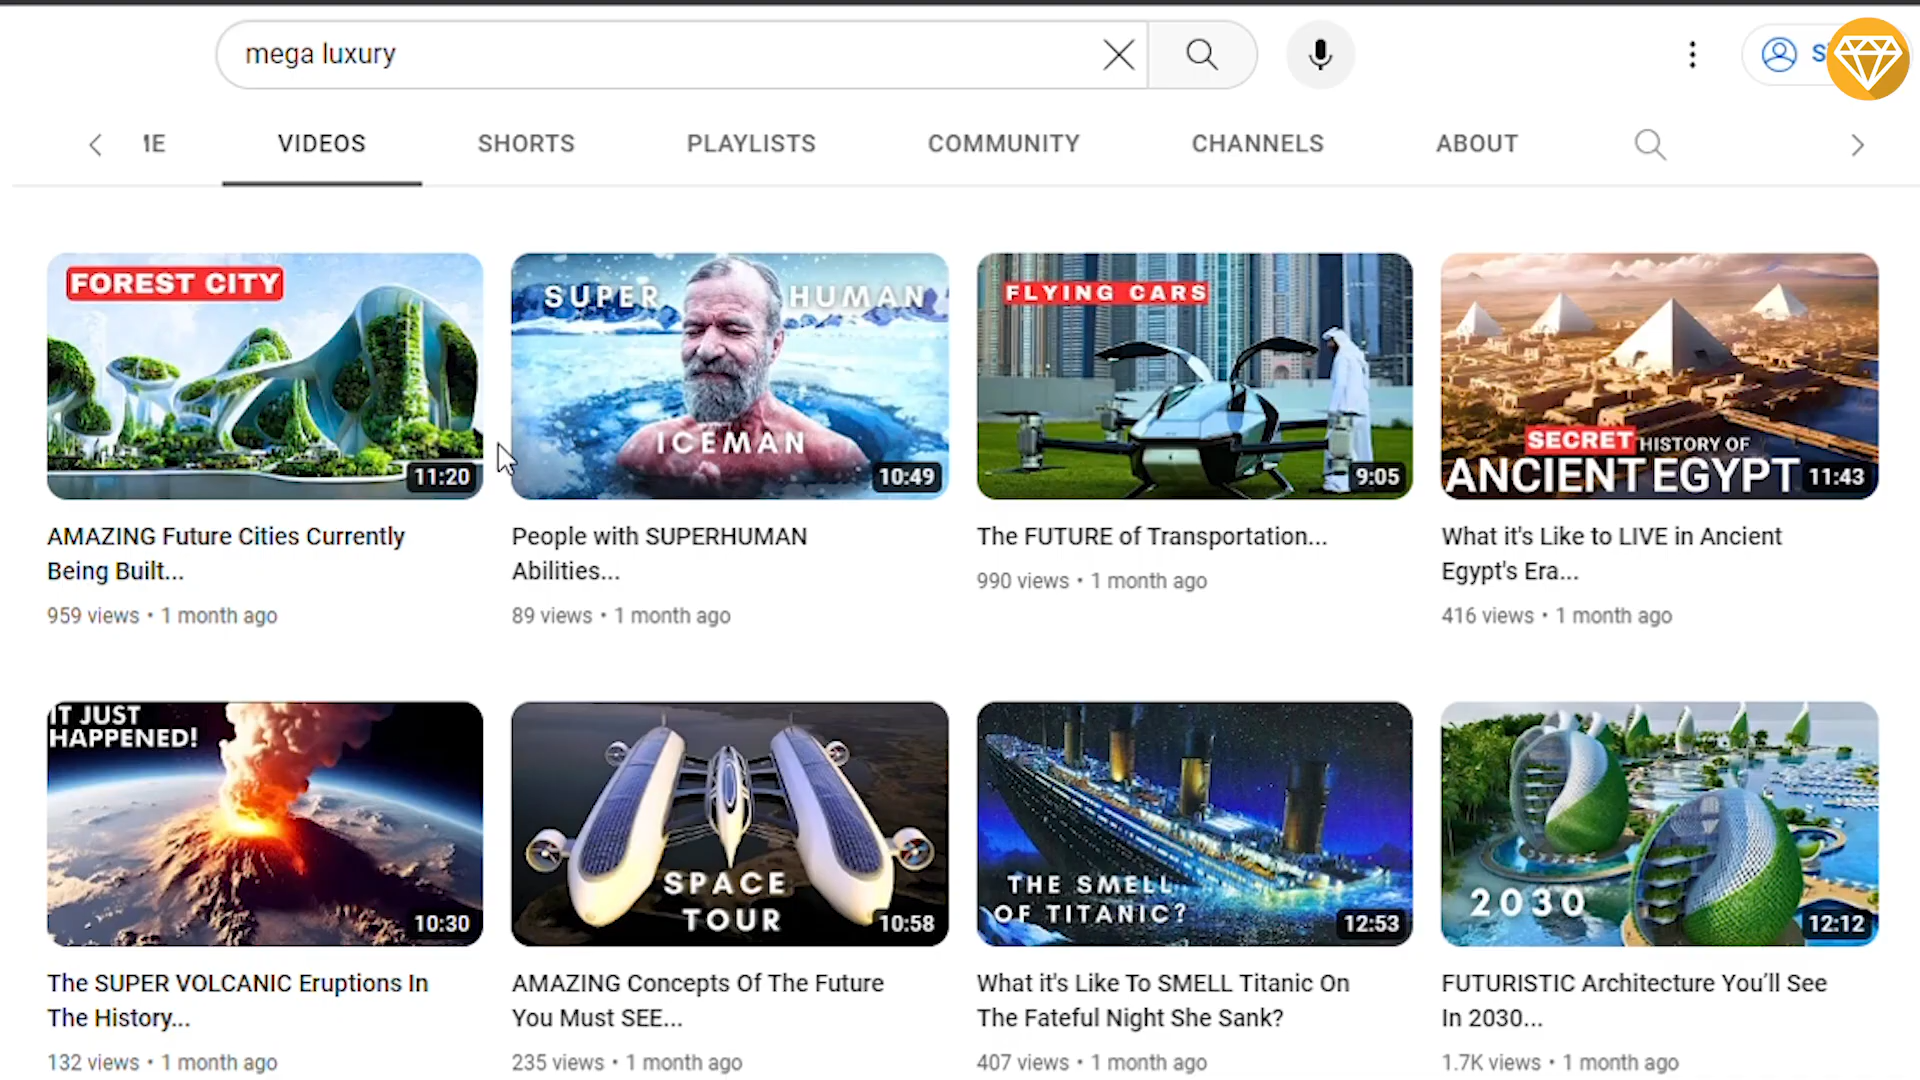 mega luxury
VIDEOS
SHORTS
PLAYLISTS
COMMUNITY
CHANNELS
ABOUT
FOREST CITY
11:20
SUPER HUMAN
ICEMAN
10:49
FLYING CARS
9:05
SECRET HISTORY OF
ANCIENT EGYPT
11:43
AMAZING Future Cities Currently
Being Built...
959 views • 1 month ago
People with SUPERHUMAN
Abilities...
89 views • 1 month ago
The FUTURE of Transportation...
990 views • 1 month ago
What it's Like to LIVE in Ancient
Egypt's Era...
416 views • 1 month ago
IT JUST
HAPPENED!
10:30
SPACE
TOUR
10:58
THE SMELL
OF TITANIC?
12:53
2030
12:12
The SUPER VOLCANIC Eruptions In
The History...
132 views • 1 month ago
AMAZING Concepts Of The Future
You Must SEE...
235 views • 1 month ago
What it's Like To SMELL Titanic On
The Fateful Night She Sank?
407 views • 1 month ago
FUTURISTIC Architecture You’ll See
In 2030...
1.7K views • 1 month ago